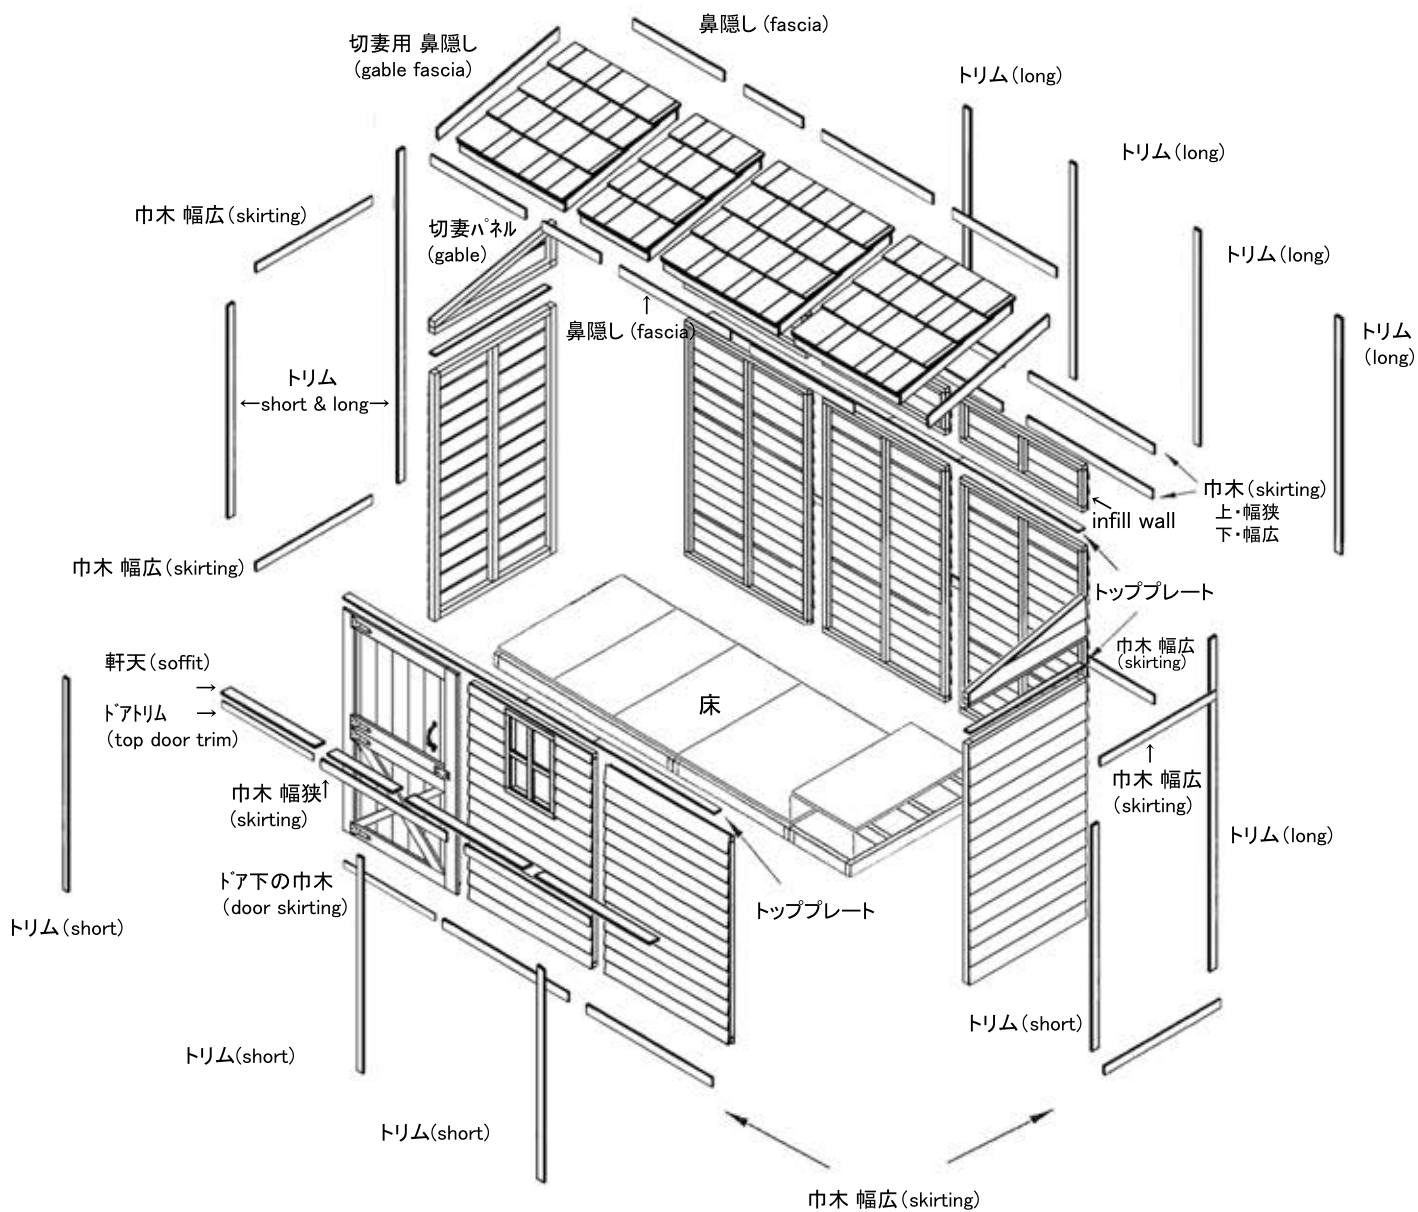 鼻隠し (fascia)
切妻用 鼻隠し
(gable fascia)
トリム(long)
トリム(long)
巾木 幅広(skirting)
切妻パネル
(gable)
トリム(long)
鼻隠し (fascia)
↑
トリム
(long)
トリム
←short & long→
巾木(skirting)
上・幅狭
下・幅広
←
infill wall
巾木 幅広(skirting)
トッププレート
巾木 幅広
(skirting)
軒天(soffit)
→
ドアトリム
→
(top door trim)
床
巾木 幅狭↑
(skirting)
↑
巾木 幅広
(skirting)
トリム(long)
ドア下の巾木
(door skirting)
トッププレート
トリム(short)
トリム(short)
トリム(short)
トリム(short)
巾木 幅広(skirting)